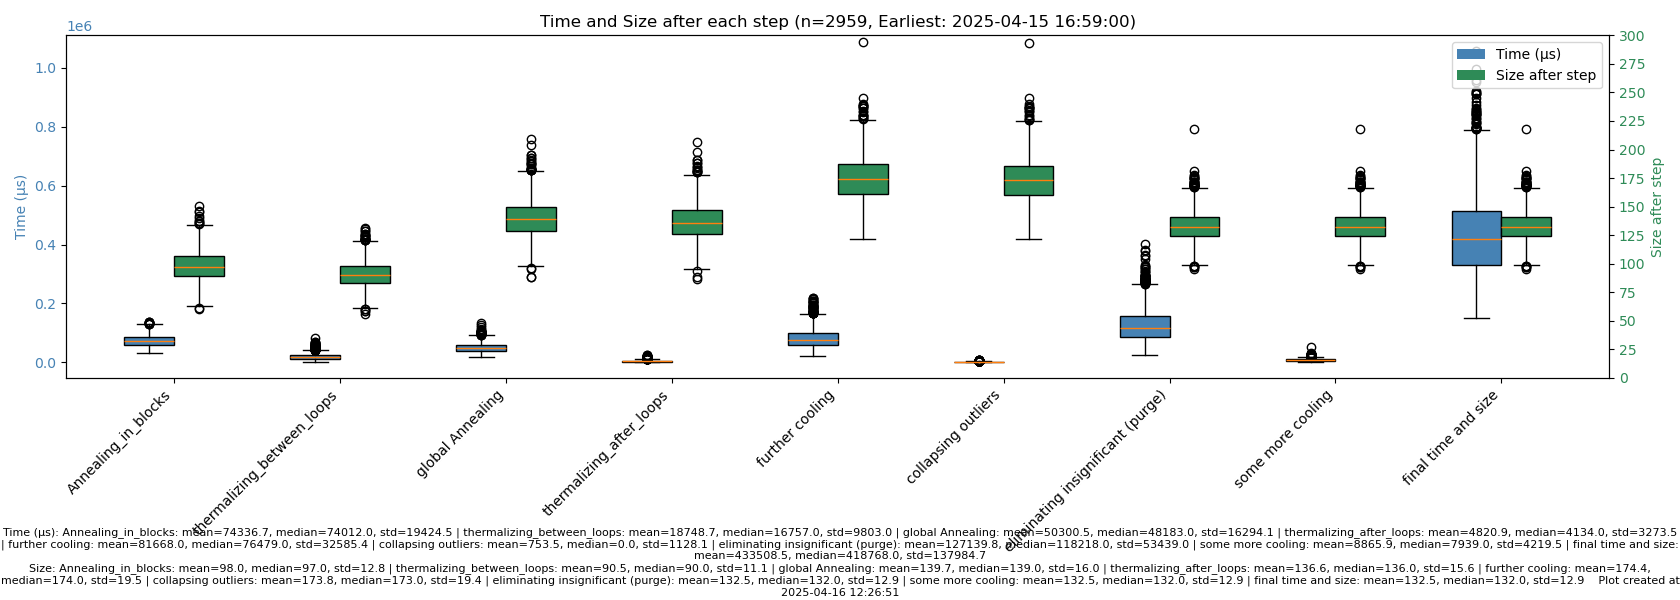 Time and Size after each step (n=2959, Earliest: 2025-04-15 16:59:00)
1e6
Time (µs)
1.0
0.8
0.6
0.4
0.2
0.0
Time (µs)
Size after step
300
275
250
225
200
175
150
125
100
75
50
25
0
Size after step
Annealing_in_blocks
thermalizing_between_loops
global Annealing
thermalizing_after_loops
further cooling
collapsing outliers
eliminating insignificant (purge)
some more cooling
final time and size
Time (µs): Annealing_in_blocks: mean=74336.7, median=74012.0, std=19424.5 | thermalizing_between_loops: mean=18748.7, median=16757.0, std=9803.0 | global Annealing: mean=50300.5, median=48183.0, std=16294.1 | thermalizing_after_loops: mean=4820.9, median=4134.0, std=3273.5
| further cooling: mean=81668.0, median=76479.0, std=32585.4 | collapsing outliers: mean=753.5, median=0.0, std=1128.1 | eliminating insignificant (purge): mean=127139.8, median=118218.0, std=53439.0 | some more cooling: mean=8865.9, median=7939.0, std=4219.5 | final time and size:
mean=433508.5, median=418768.0, std=137984.7
Size: Annealing_in_blocks: mean=98.0, median=97.0, std=12.8 | thermalizing_between_loops: mean=90.5, median=90.0, std=11.1 | global Annealing: mean=139.7, median=139.0, std=16.0 | thermalizing_after_loops: mean=136.6, median=136.0, std=15.6 | further cooling: mean=174.4,
median=174.0, std=19.5 | collapsing outliers: mean=173.8, median=173.0, std=19.4 | eliminating insignificant (purge): mean=132.5, median=132.0, std=12.9 | some more cooling: mean=132.5, median=132.0, std=12.9 | final time and size: mean=132.5, median=132.0, std=12.9 Plot created at
2025-04-16 12:26:51